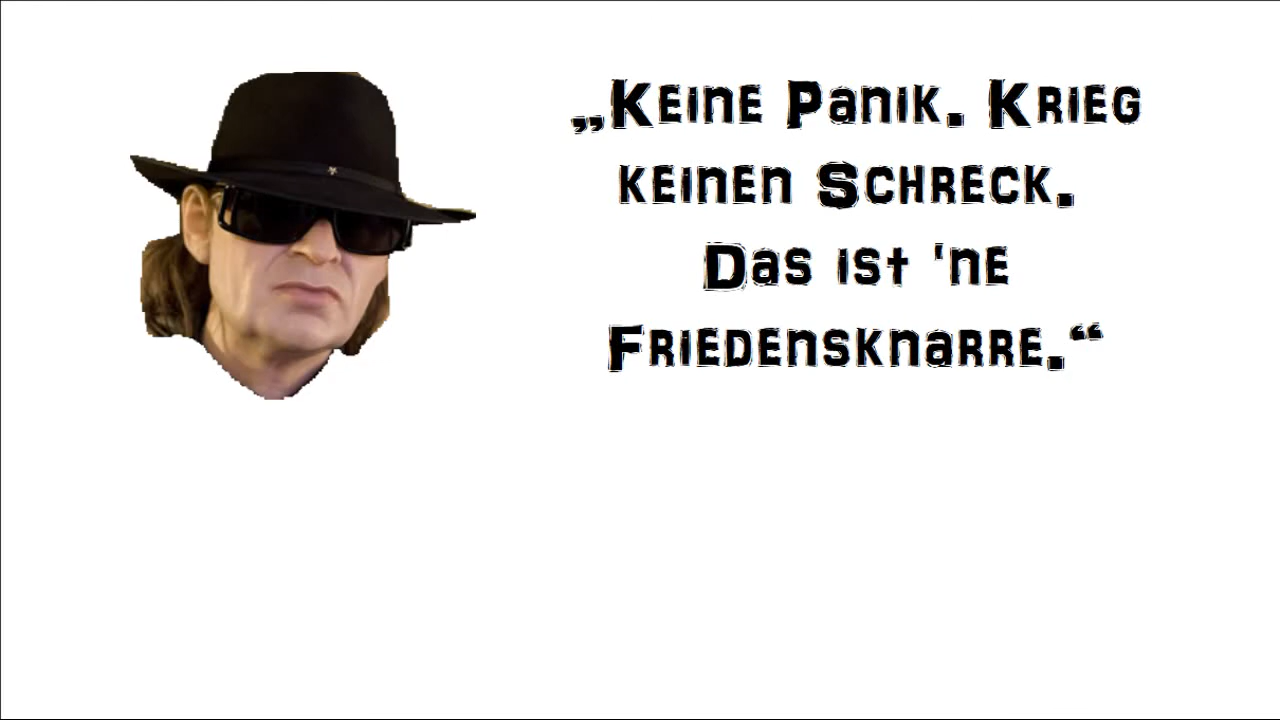 „Keine Panik. Krieg
keinen Schreck.
Das ist 'ne
Friedensknarre.“